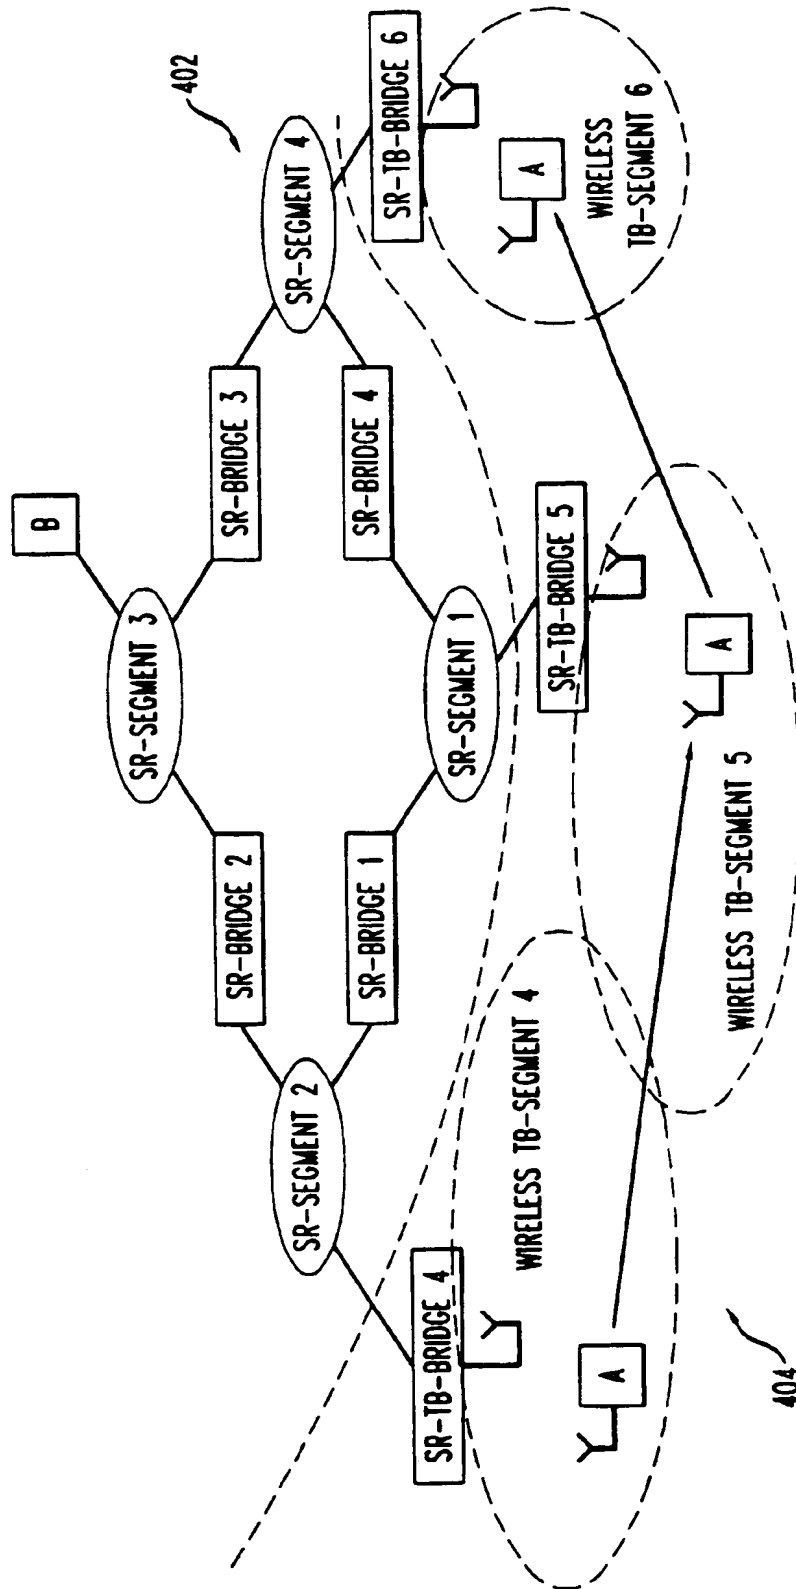 402
B
SR-SEGMENT 3
SR-BRIDGE 2
SR-BRIDGE 3
SR-SEGMENT 2
SR-SEGMENT 4
SR-BRIDGE 1
SR-BRIDGE 4
SR-SEGMENT 1
SR-TB-BRIDGE 4
SR-TB-BRIDGE 5
SR-TB-BRIDGE 6
WIRELESS TB-SEGMENT 4
A
A
A
WIRELESS
TB-SEGMENT 6
WIRELESS TB-SEGMENT 5
404